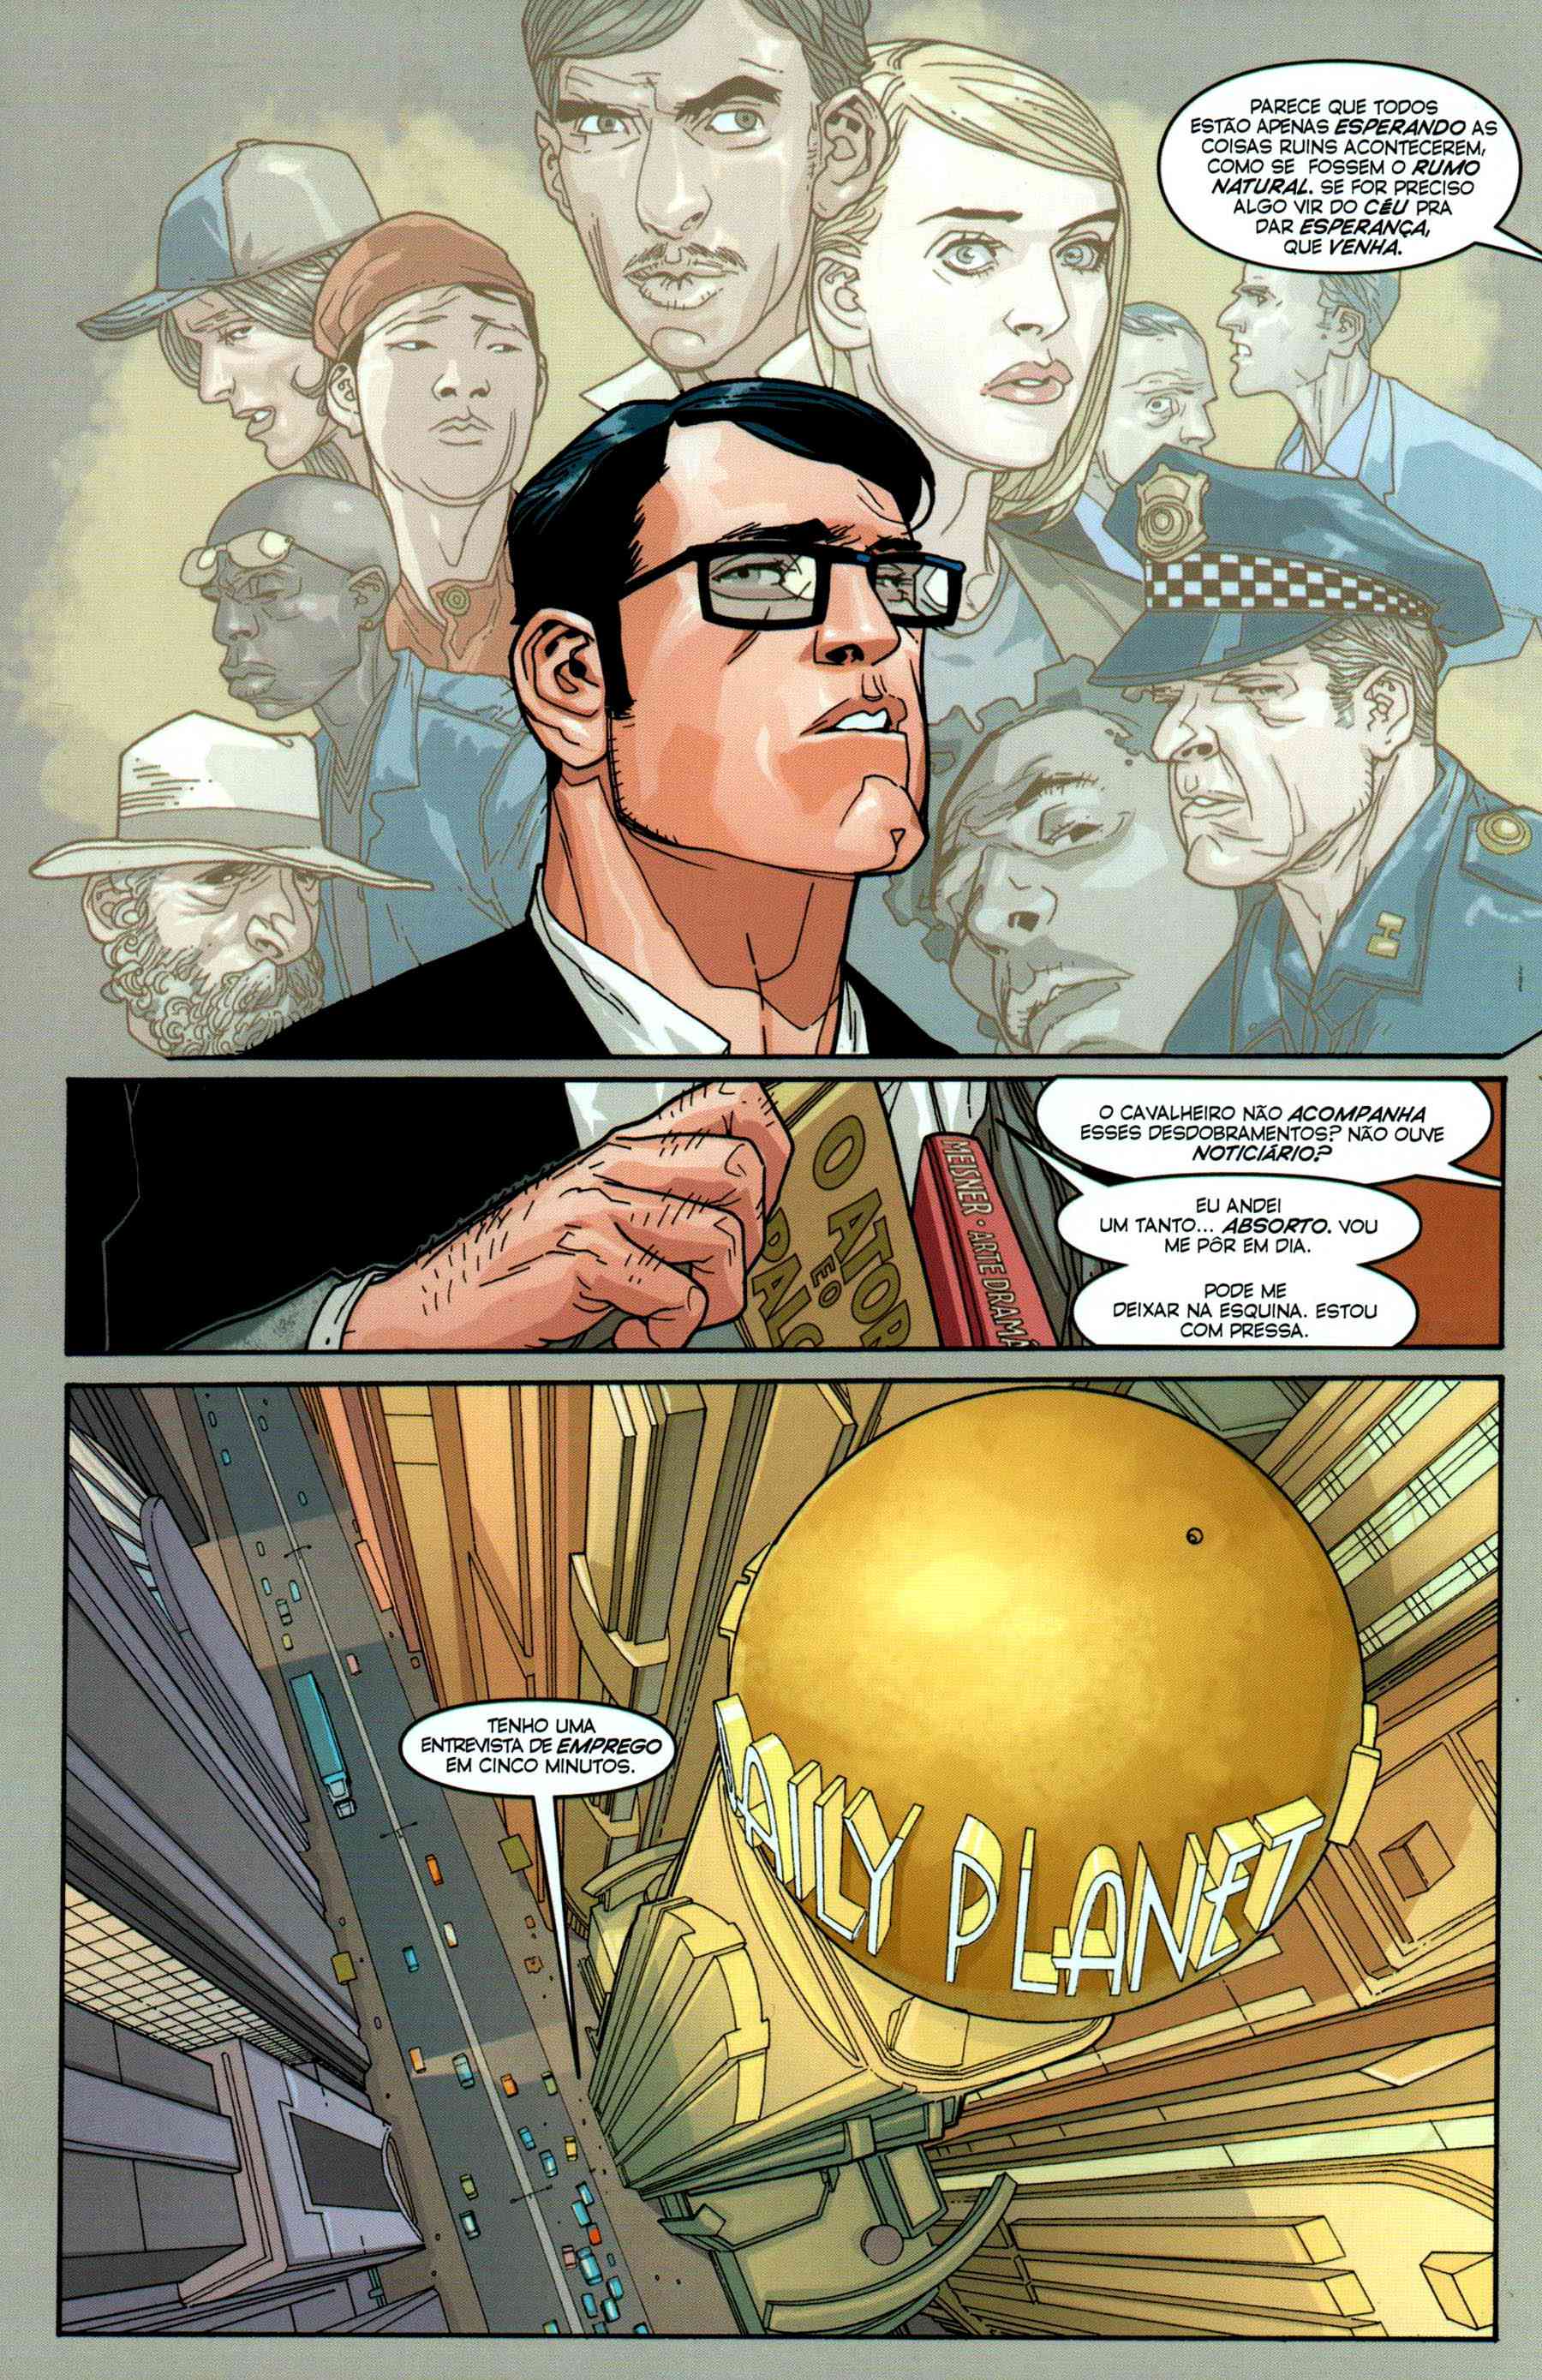 PARECE QUE TODOS
ESTÃO APENAS ESPERANDO AS
COISAS RUINS ACONTECEREM,
COMO SE FOSSEM O RUMO
NATURAL. SE FOR PRECISO
ALGO VIR DO CÉU PRA
DAR ESPERANÇA,
QUE VENHA.
O CAVALHEIRO NÃO ACOMPANHA
ESSES DESDOBRAMENTOS? NÃO OUVE
NOTICIÁRIO?
EU ANDEI
UM TANTO... ABSORTO. VOU
ME PÔR EM DIA.
PODE ME
DEIXAR NA ESQUINA. ESTOU
COM PRESSA.
O ATOR
E O
PALC
MEISNER · ARTE DRAMÁ
TENHO UMA
ENTREVISTA DE EMPREGO
EM CINCO MINUTOS.
DAILY PLANET